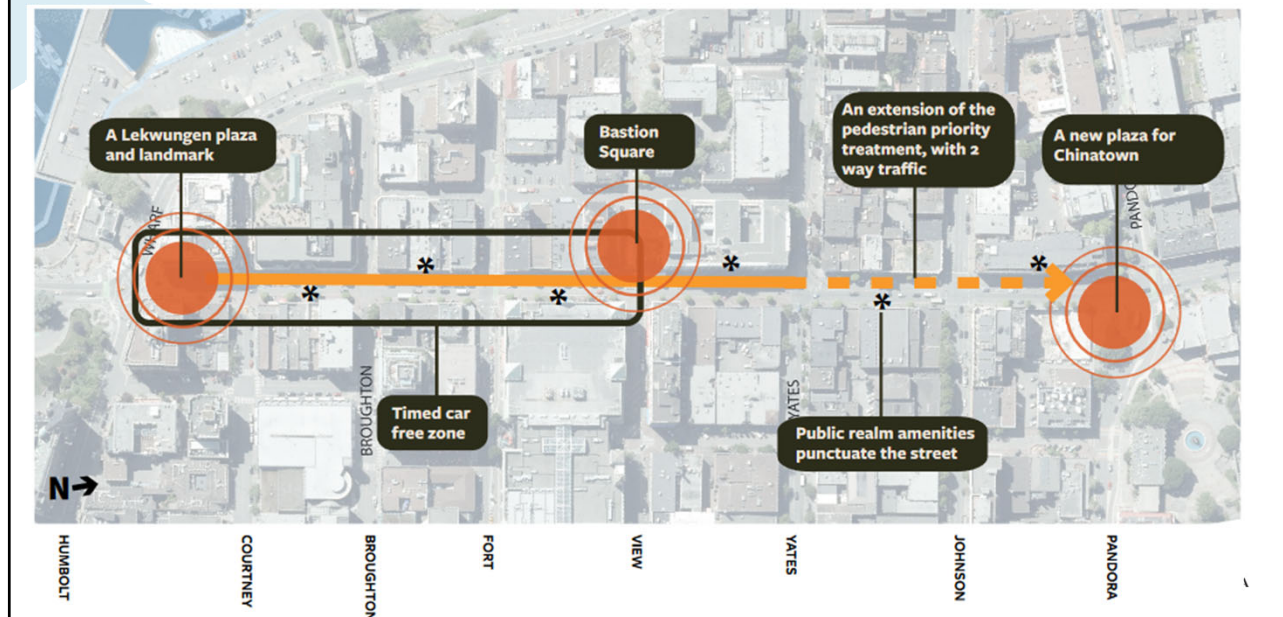 A Lekwungen plaza
and landmark
Bastion
Square
An extension of the
pedestrian priority
treatment, with 2
way traffic
A new plaza for
Chinatown
WHARF
PANDO
BROUGHTON
YATES
Timed car
free zone
Public realm amenities
punctuate the street
N
HUMBOLT
COURTNEY
BROUGHTON
FORT
VIEW
YATES
JOHNSON
PANDORA